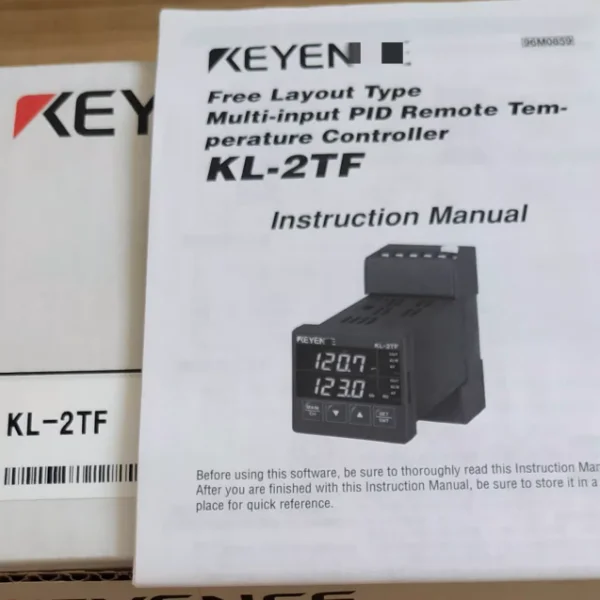 KEY
KL-2TF
KEYEN
96M0859
Free Layout Type
Multi-input PID Remote Tem-
perature Controller
KL-2TF
Instruction Manual
KEYEN
KL-2TF
120.7
123.0
Before using this software, be sure to thoroughly read this Instruction Man
After you are finished with this Instruction Manual, be sure to store it in a
place for quick reference.
KEYENCE